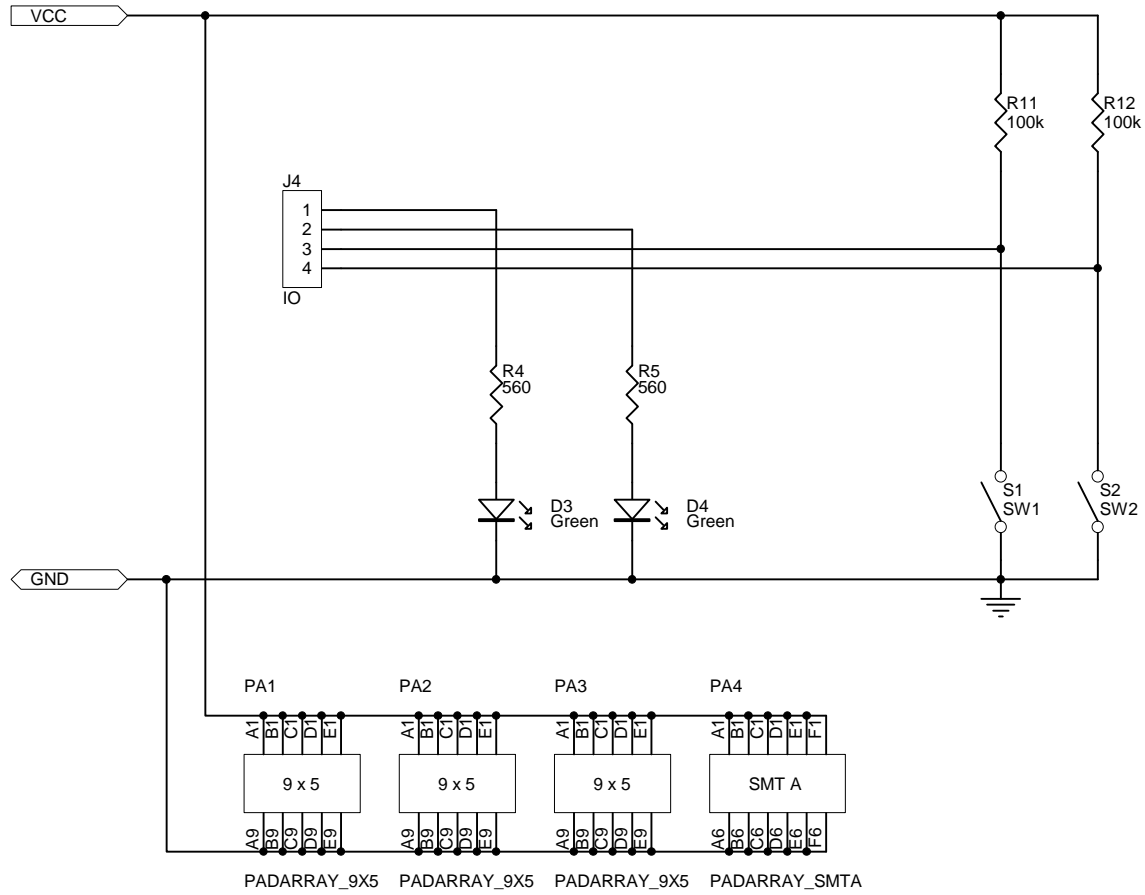 VCC
R11
100k
R12
100k
J4
1
2
3
4
IO
R4
560
R5
560
D3
Green
D4
Green
S1
SW1
S2
SW2
GND
PA1
PA2
PA3
PA4
A1 B1 C1 D1 E1
A1 B1 C1 D1 E1
A1 B1 C1 D1 E1
A1 B1 C1 D1 E1 F1
9 x 5
9 x 5
9 x 5
SMT A
A9 B9 C9 D9 E9
A9 B9 C9 D9 E9
A9 B9 C9 D9 E9
A6 B6 C6 D6 E6 F6
PADARRAY_9X5
PADARRAY_9X5
PADARRAY_9X5
PADARRAY_SMTA